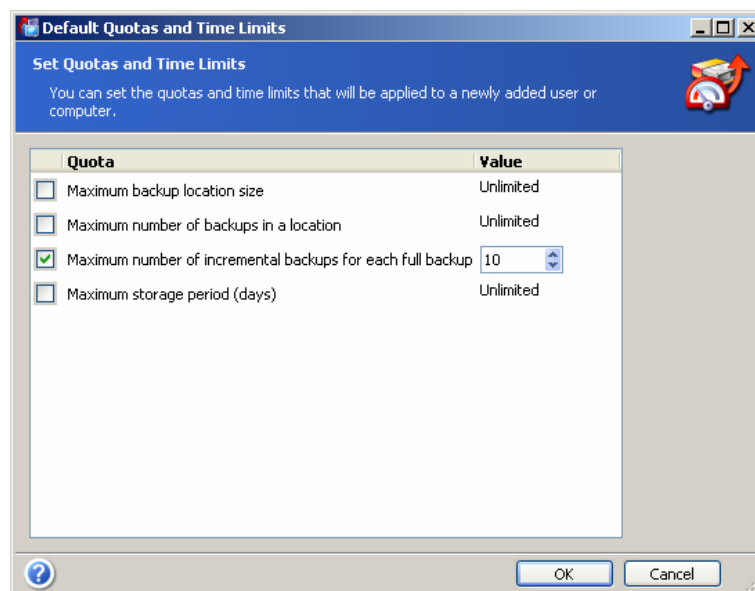 Default Quotas and Time Limits
Set Quotas and Time Limits
You can set the quotas and time limits that will be applied to a newly added user or
computer.
Quota Value
Maximum backup location size Unlimited
Maximum number of backups in a location Unlimited
Maximum number of incremental backups for each full backup 10
Maximum storage period (days) Unlimited
OK Cancel